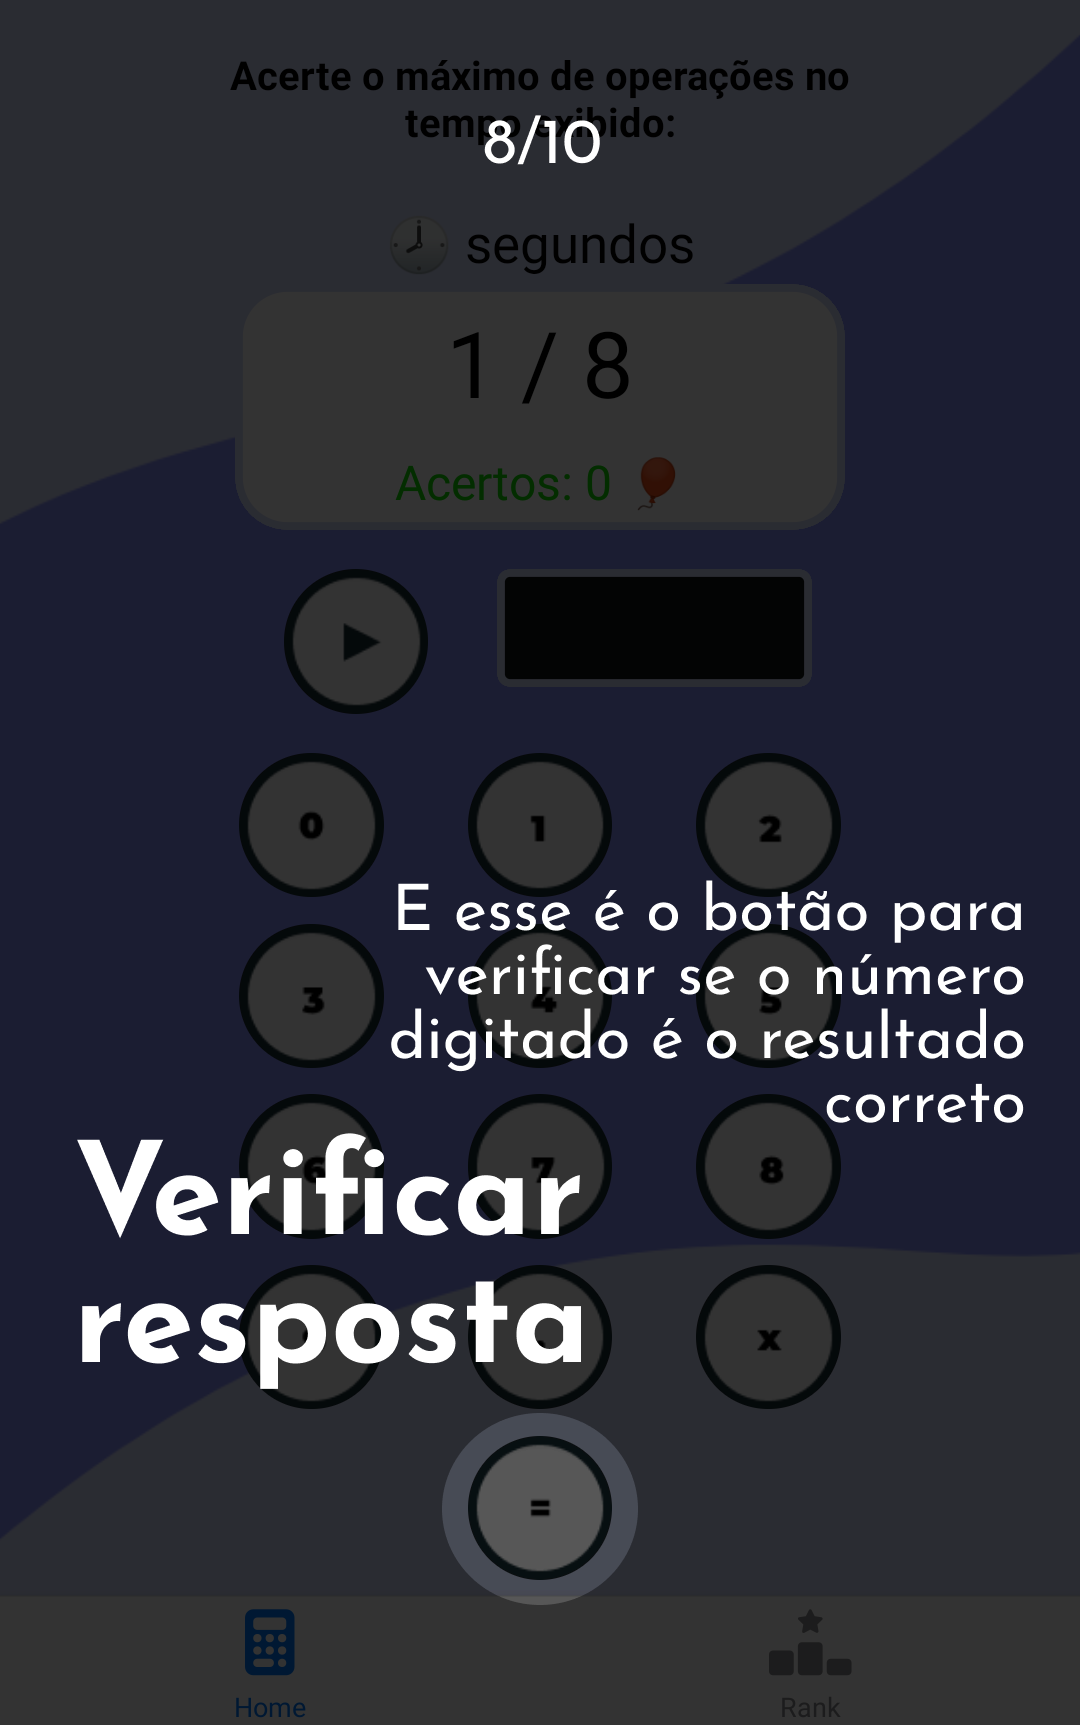 Acerte o máximo de operações no
tempo exibido:
8/10
segundos
1 / 8
Acertos: 0
0 1 2
E esse é o botão para
verificar se o número
digitado é o resultado
correto
3 4 5
6 7 8
Verificar
resposta
x
=
Home
Rank